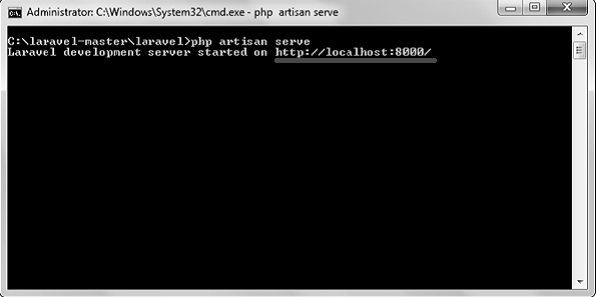 Administrator: C:\Windows\System32\cmd.exe - php  artisan serve
C:\laravel-master\laravel>php artisan serve
Laravel development server started on http://localhost:8000/